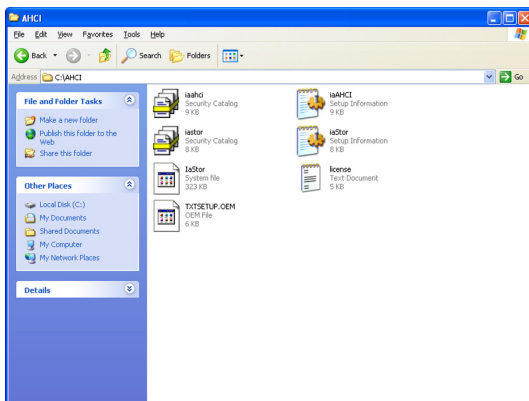 AHCI
File Edit View Favorites Tools Help
Back Search Folders
Address C:\AHCI Go
File and Folder Tasks
Make a new folder
Publish this folder to the
Web
Share this folder
Other Places
Local Disk (C:)
My Documents
Shared Documents
My Computer
My Network Places
Details
iaahci
Security Catalog
9 KB
iaAHCI
Setup Information
9 KB
iastor
Security Catalog
8 KB
iaStor
Setup Information
8 KB
IaStor
System file
323 KB
license
Text Document
5 KB
TXTSETUP.OEM
OEM File
6 KB